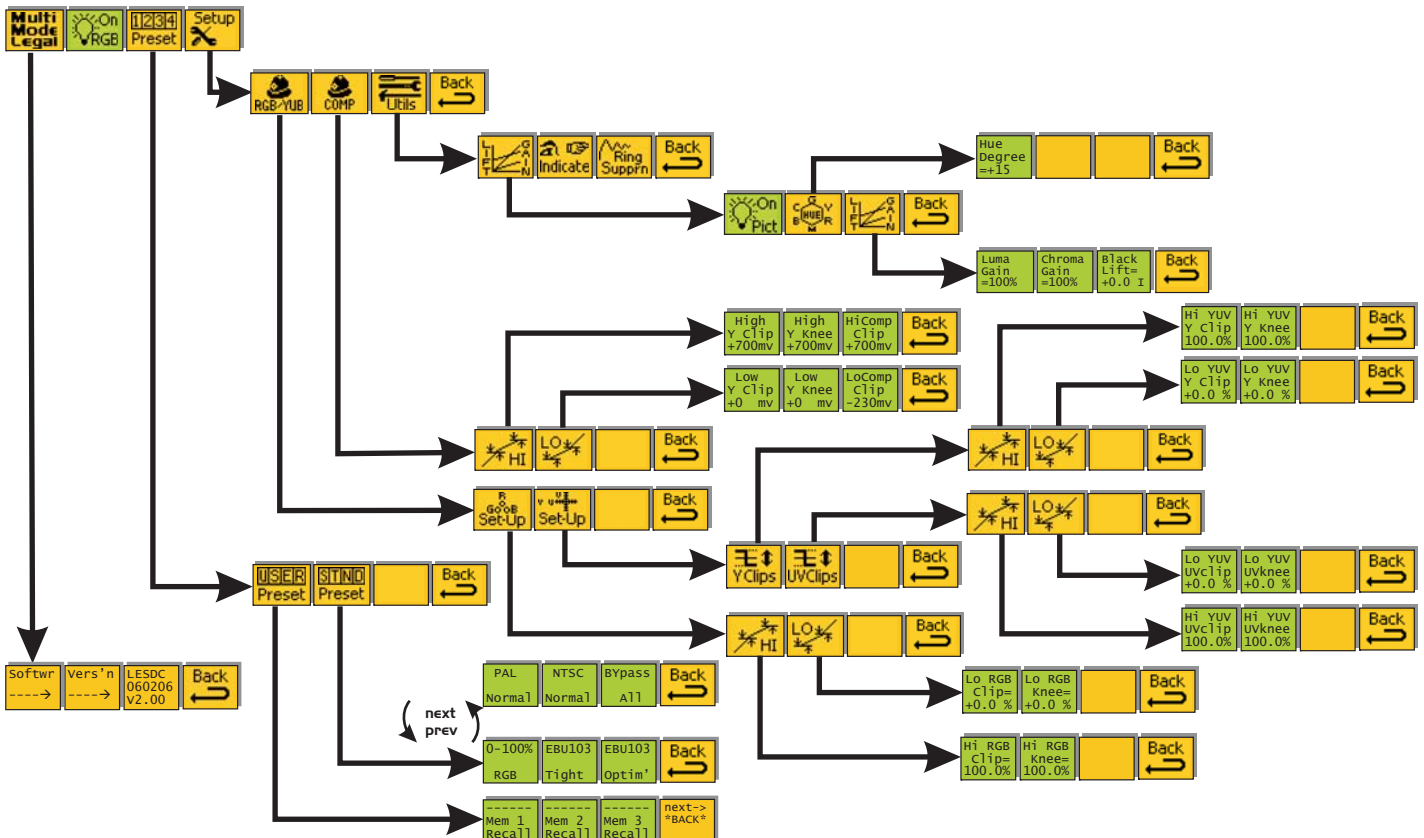 Multi
Mode
Legal
On
RGB
1234
Preset
Setup
RGB/YUB
COMP
Utils
Back
LIFT
GAIN
Indicate
Ring
Supprn
Back
Hue
Degree
=+15
Back
On
Pict
C G Y
B HUE R
M
LIFT
GAIN
Back
Luma
Gain
=100%
Chroma
Gain
=100%
Black
Lift=
+0.0 I
Back
High
Y Clip
+700mv
High
Y Knee
+700mv
HiComp
Clip
+700mv
Back
Hi YUV
Y Clip
100.0%
Hi YUV
Y Knee
100.0%
Back
Low
Y Clip
+0 mv
Low
Y Knee
+0 mv
LoComp
Clip
-230mv
Back
Lo YUV
Y Clip
+0.0 %
Lo YUV
Y Knee
+0.0 %
Back
HI
LO
Back
HI
LO
Back
R
GooB
Set-Up
Y U V
Set-Up
Back
HI
LO
Back
Y Clips
UVClips
Back
Lo YUV
UVclip
+0.0 %
Lo YUV
UVknee
+0.0 %
Back
USER
Preset
STND
Preset
Back
HI
LO
Back
Hi YUV
UVclip
100.0%
Hi YUV
UVknee
100.0%
Back
Softwr
---->
Vers'n
---->
LESDC
060206
V2.00
Back
PAL
Normal
NTSC
Normal
BYpass
All
Back
Lo RGB
Clip=
+0.0 %
Lo RGB
Knee=
+0.0 %
Back
next
prev
0-100%
RGB
EBU103
Tight
EBU103
Optim'
Back
Hi RGB
Clip=
100.0%
Hi RGB
Knee=
100.0%
Back
------
Mem 1
Recall
------
Mem 2
Recall
------
Mem 3
Recall
next->
*BACK*